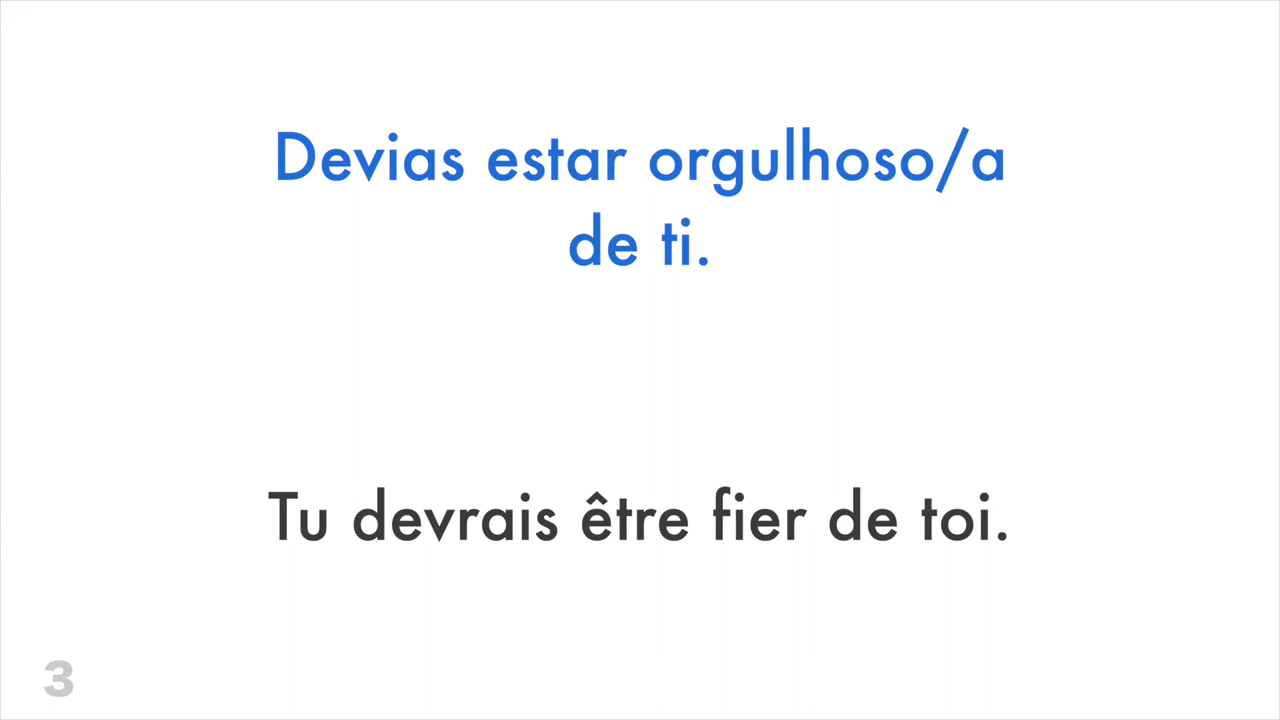 Devias estar orgulhoso/a
de ti.
Tu devrais être fier de toi.
3